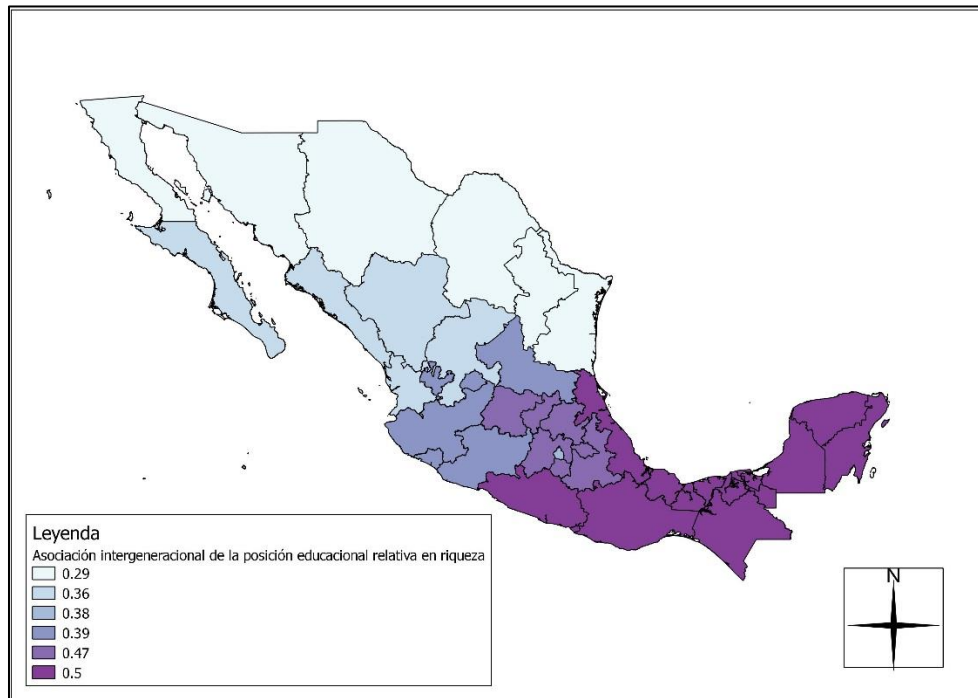 Leyenda
Asociación intergeneracional de la posición educacional relativa en riqueza
0.29
0.36
0.38
0.39
0.47
0.5
N